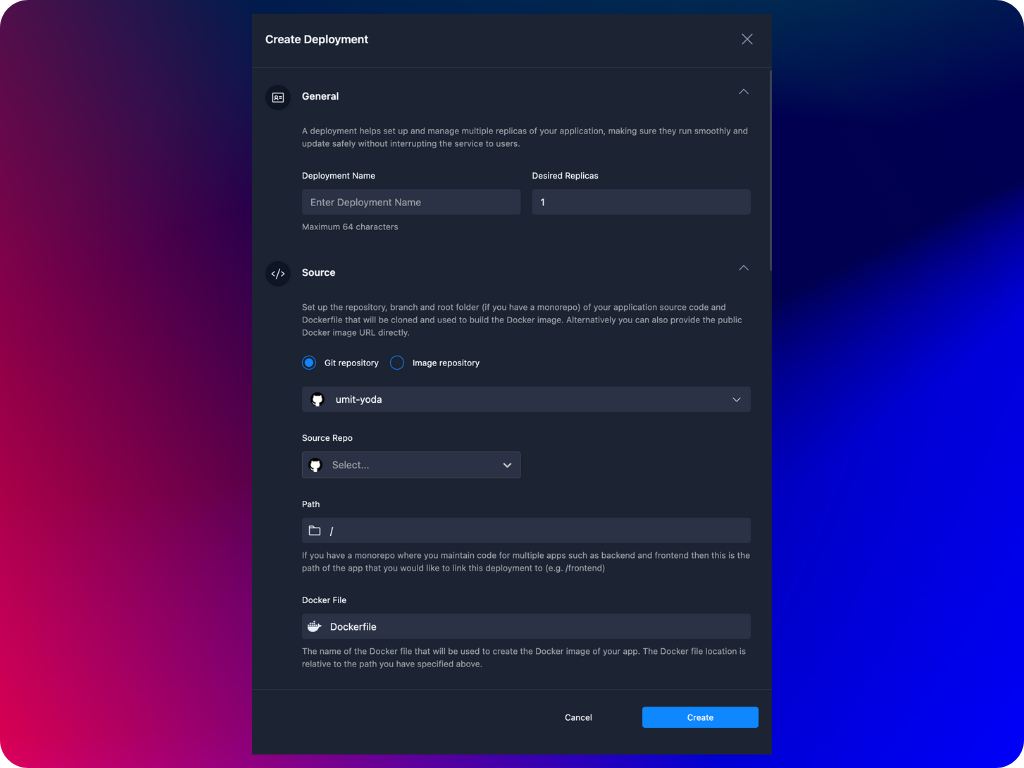 Create Deployment
General
A deployment helps set up and manage multiple replicas of your application, making sure they run smoothly and
update safely without interrupting the service to users.
Deployment Name
Desired Replicas
Enter Deployment Name
1
Maximum 64 characters
</>
Source
Set up the repository, branch and root folder (if you have a monorepo) of your application source code and
Dockerfile that will be cloned and used to build the Docker image. Alternatively you can also provide the public
Docker image URL directly.
Git repository
Image repository
umit-yoda
Source Repo
Select...
Path
/
If you have a monorepo where you maintain code for multiple apps such as backend and frontend then this is the
path of the app that you would like to link this deployment to (e.g. /frontend)
Docker File
Dockerfile
The name of the Docker file that will be used to create the Docker image of your app. The Docker file location is
relative to the path you have specified above.
Cancel
Create